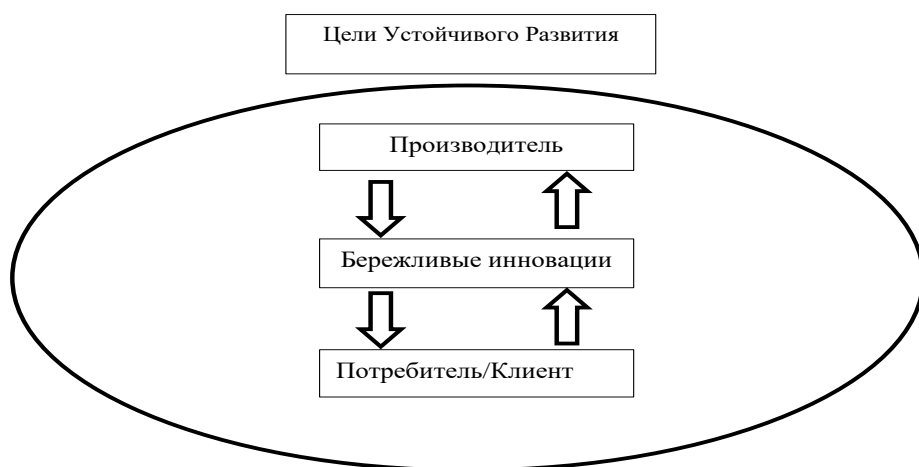 Цели Устойчивого Развития
Производитель
Бережливые инновации
Потребитель/Клиент